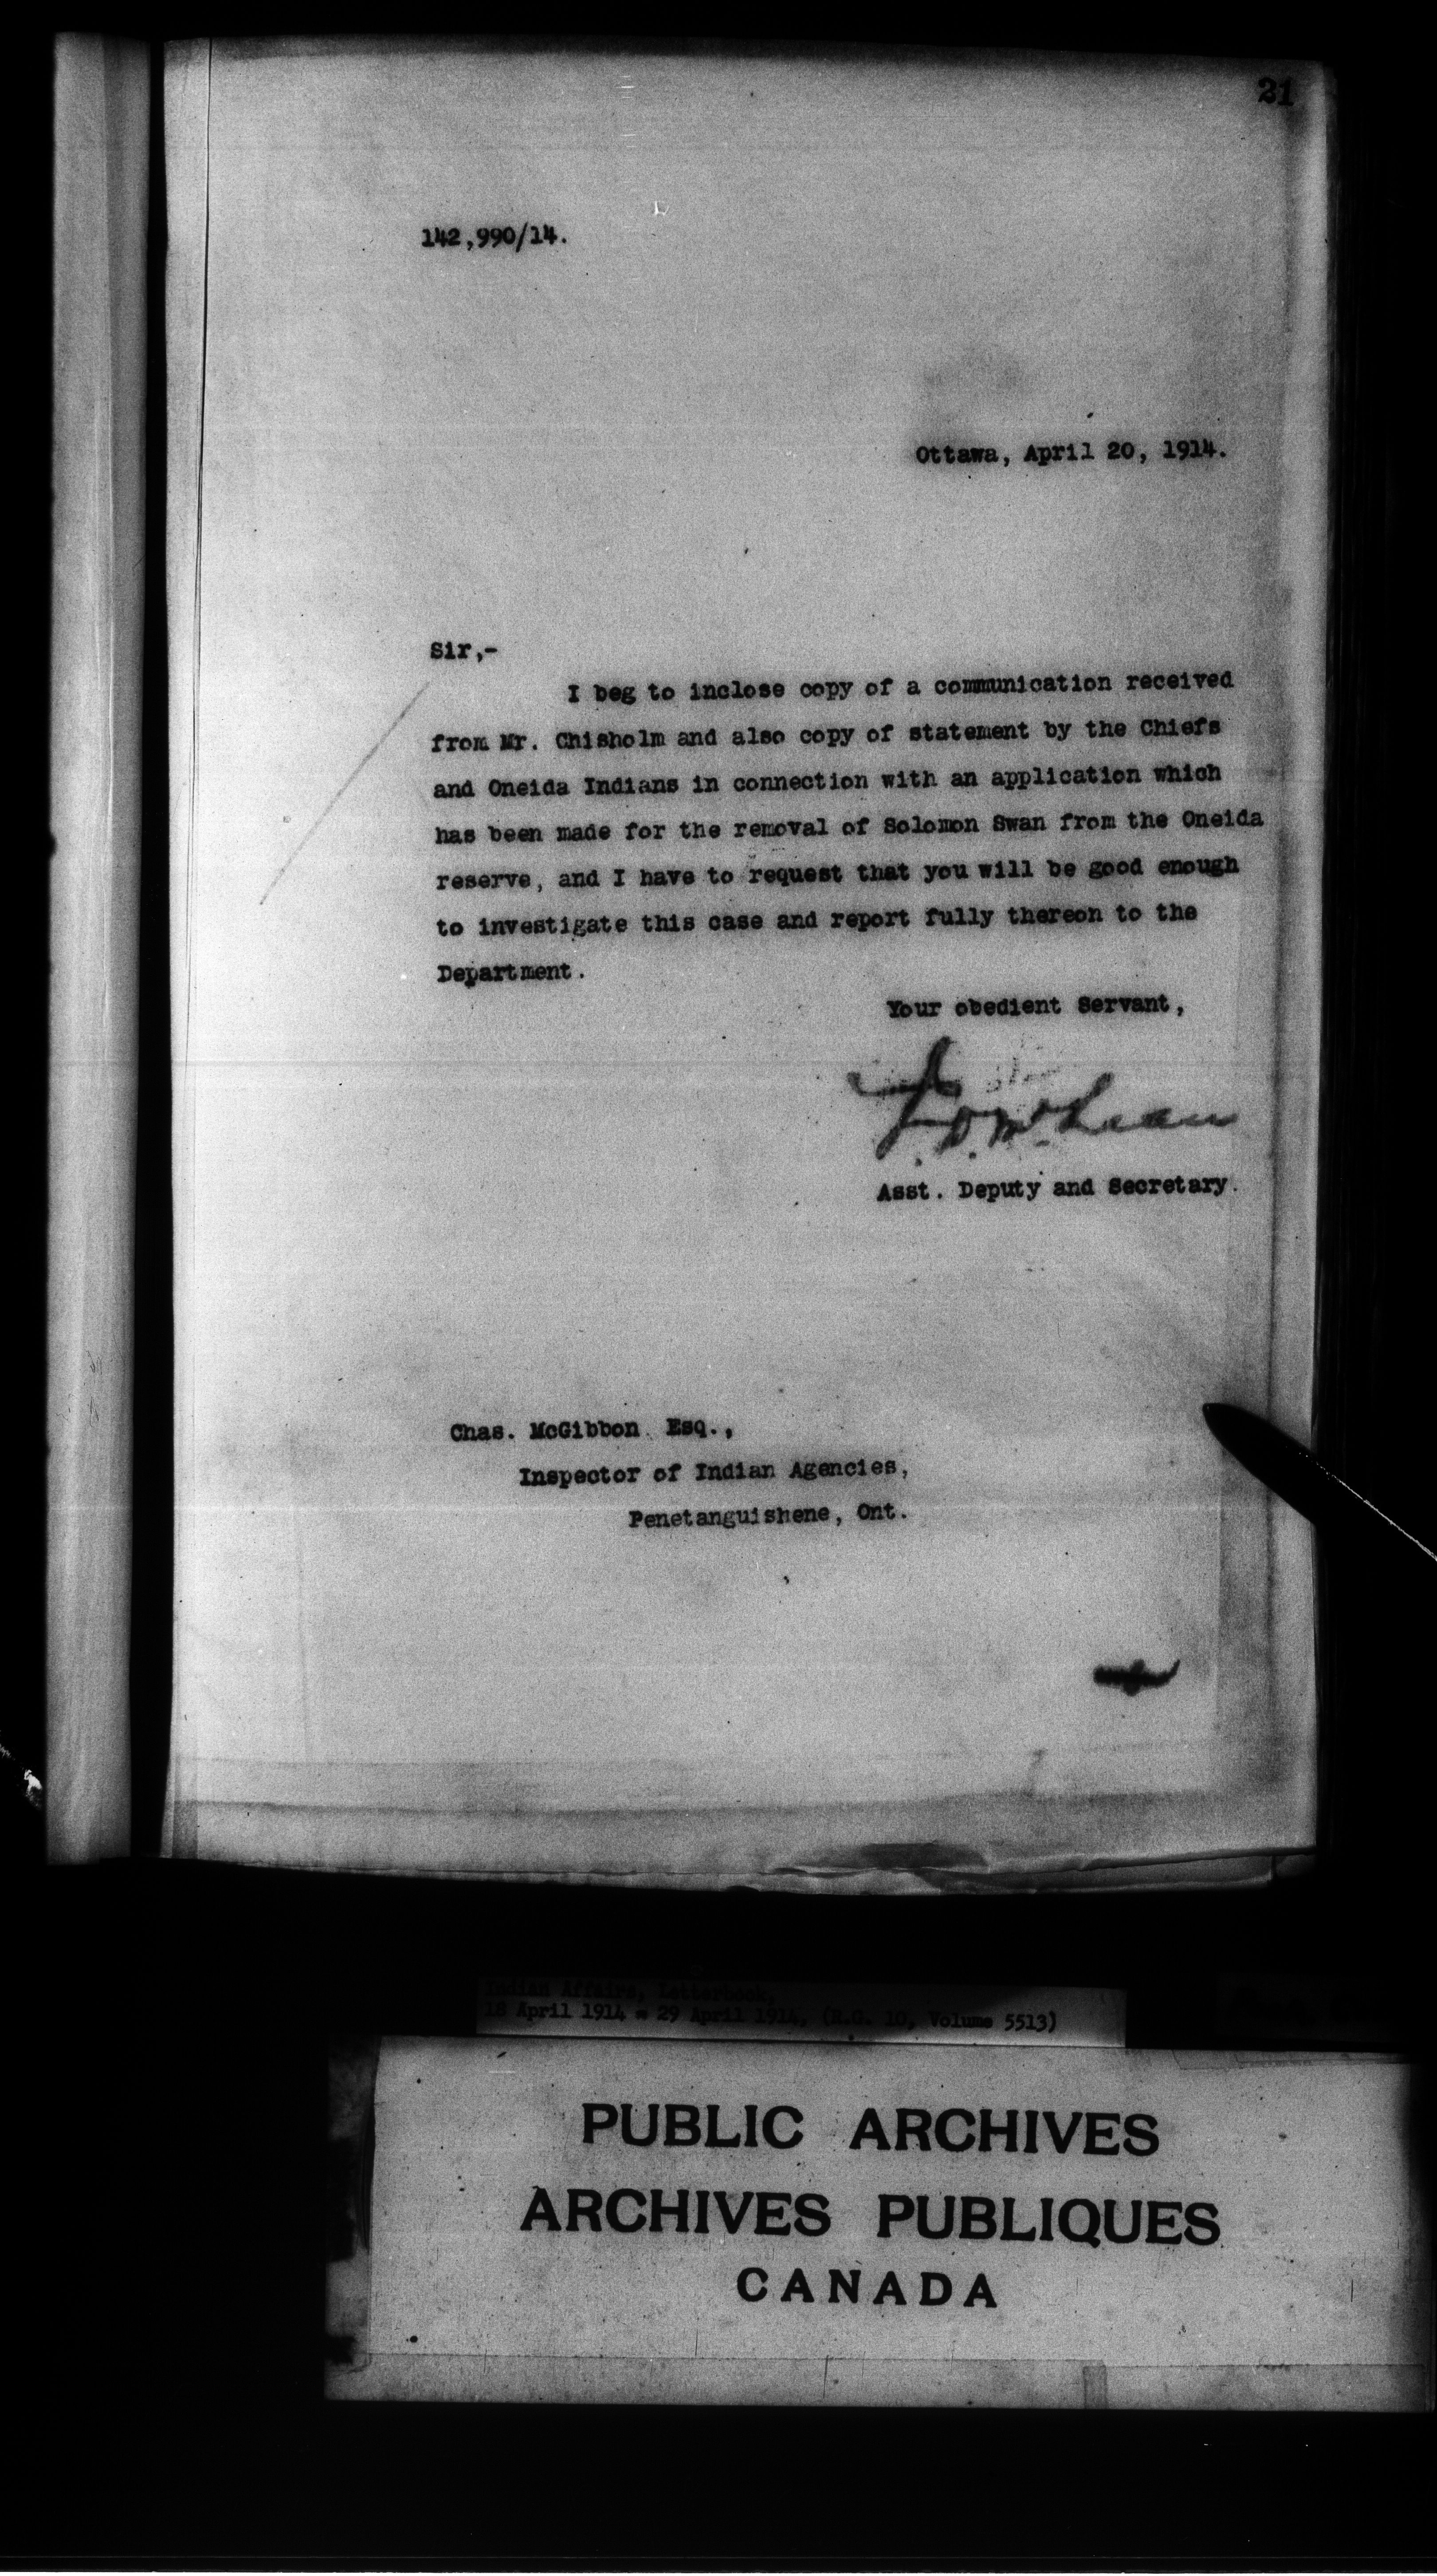 21
142,990/14.
Ottawa, April 20, 1914.
Sir,-
I beg to inclose copy of a communication received
from Mr. Chisholm and also copy of statement by the Chiefs
and Oneida Indians in connection with an application which
has been made for the removal of Solomon Swan from the Oneida
reserve, and I have to request that you will be good enough
to investigate this case and report fully thereon to the
Department.
Your obedient Servant,
J.D. McLean
Asst. Deputy and Secretary.
Chas. McGibbon Esq.,
Inspector of Indian Agencies,
Penetanguishene, Ont.
Indian Affairs, Letterbook,
18 April 1914 - 29 April 1914, (R.G. 10, Volume 5513)
PUBLIC ARCHIVES
ARCHIVES PUBLIQUES
CANADA